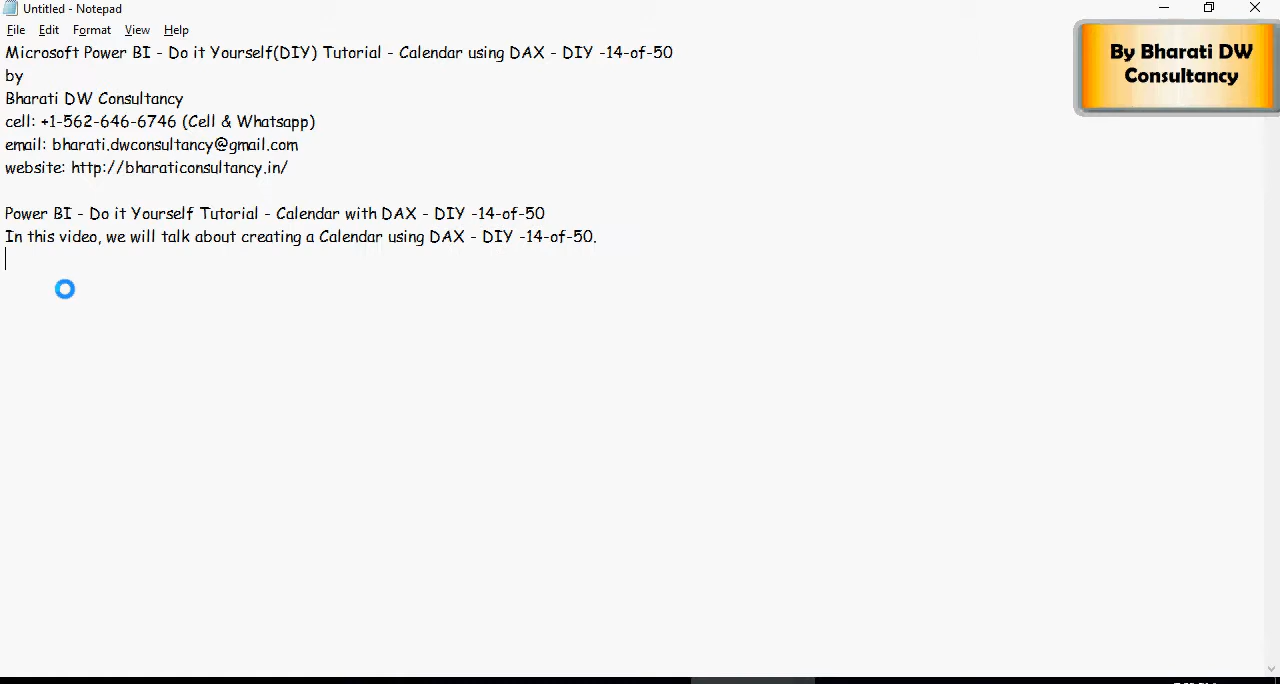 Untitled - Notepad
File Edit Format View Help
Microsoft Power BI - Do it Yourself(DIY) Tutorial - Calendar using DAX - DIY -14-of-50
by
Bharati DW Consultancy
cell: +1-562-646-6746 (Cell & Whatsapp)
email: bharati.dwconsultancy@gmail.com
website: http://bharaticonsultancy.in/
Power BI - Do it Yourself Tutorial - Calendar with DAX - DIY -14-of-50
In this video, we will talk about creating a Calendar using DAX - DIY -14-of-50.
By Bharati DW
Consultancy